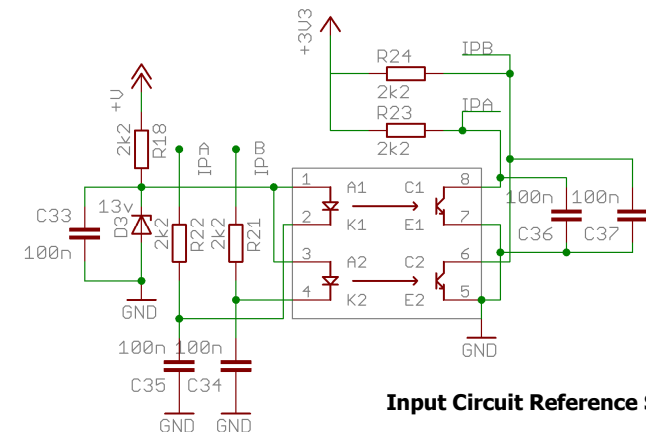 +3V3
R24
IPB
2k2
R23
IPA
2k2
+V
2k2
R18
IPA
IPB
C33
100n
13v
D3
2k2
R22
2k2
R21
1
A1
C1
8
2
K1
E1
7
3
A2
C2
6
4
K2
E2
5
100n
100n
C36
C37
GND
GND
100n
100n
C35
C34
GND
GND
Input Circuit Reference